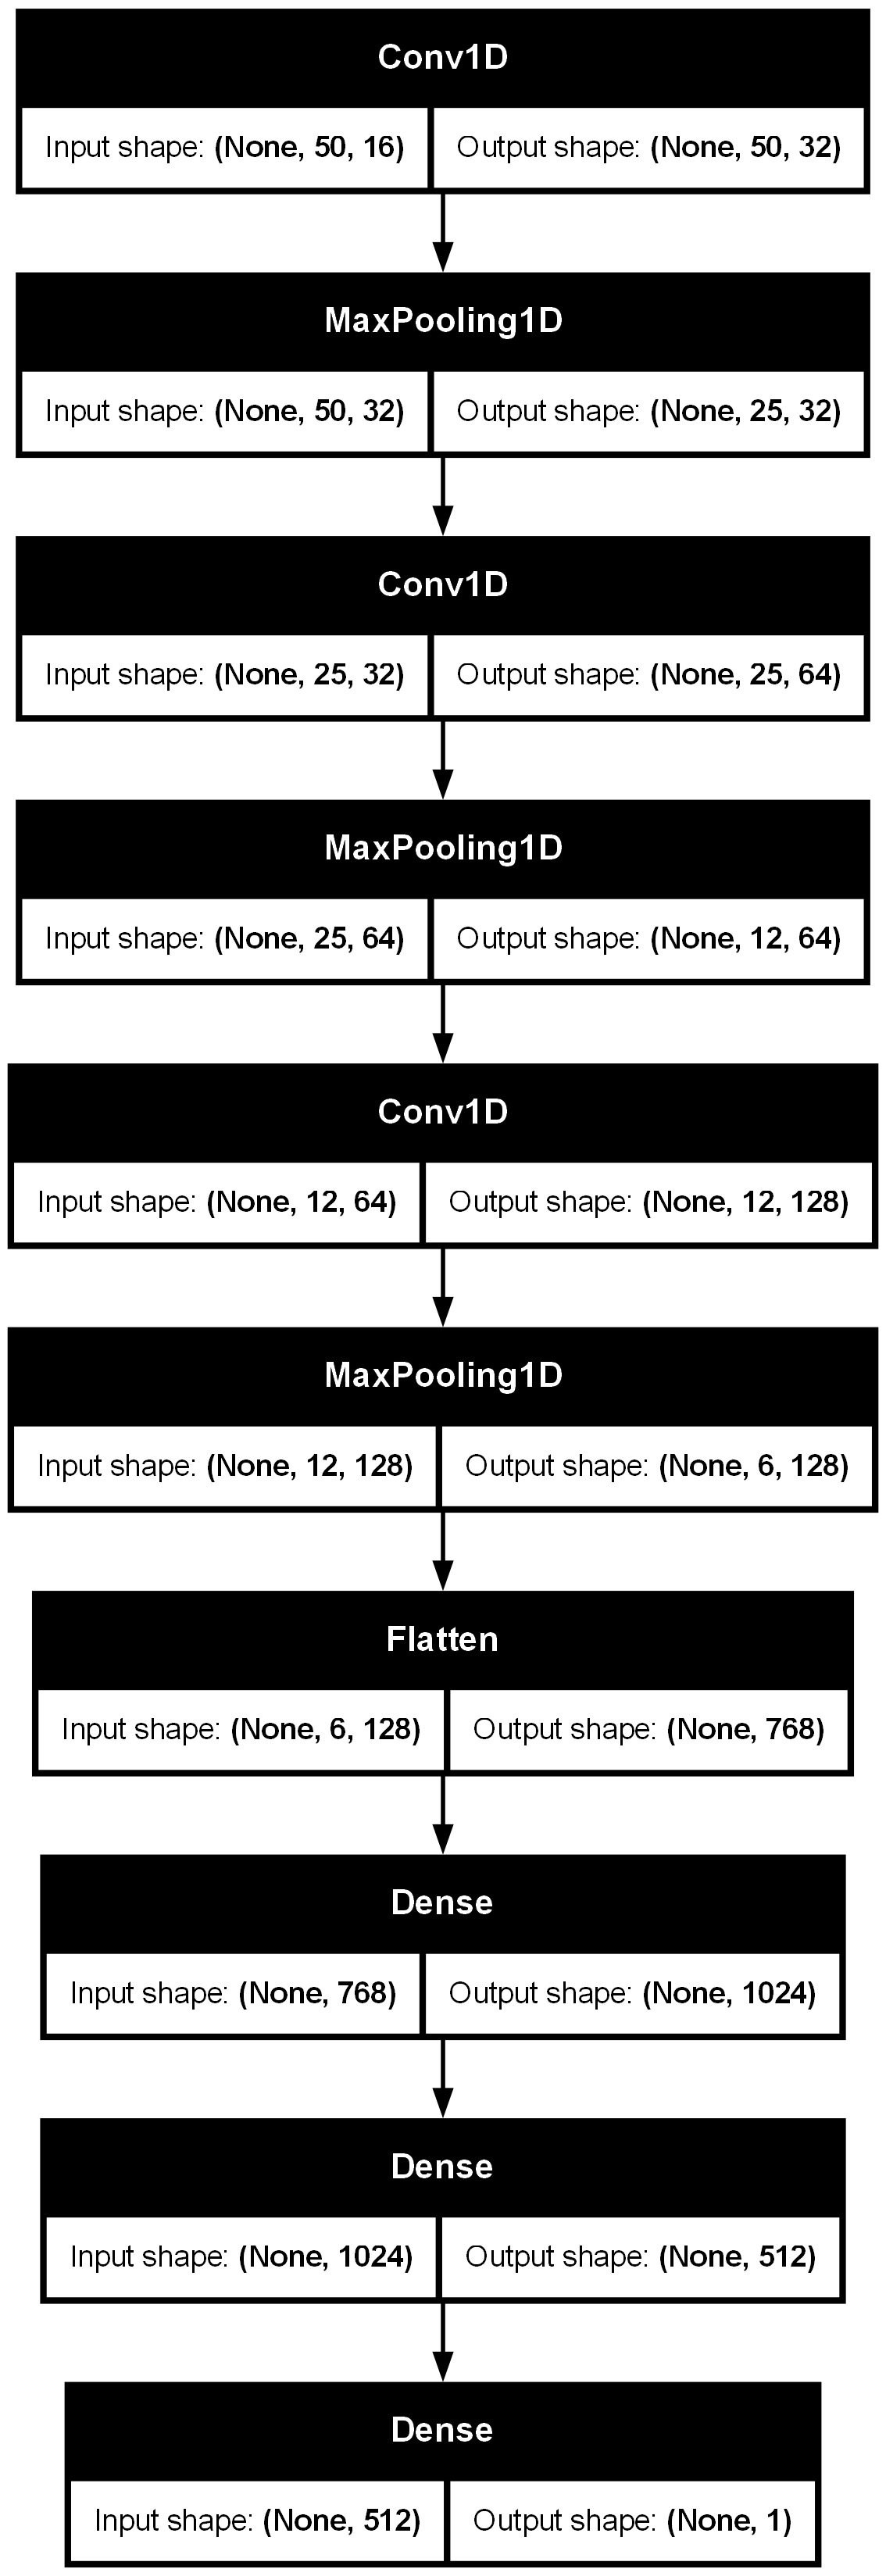 Conv1D
Input shape: (None, 50, 16) Output shape: (None, 50, 32)
MaxPooling1D
Input shape: (None, 50, 32) Output shape: (None, 25, 32)
Conv1D
Input shape: (None, 25, 32) Output shape: (None, 25, 64)
MaxPooling1D
Input shape: (None, 25, 64) Output shape: (None, 12, 64)
Conv1D
Input shape: (None, 12, 64) Output shape: (None, 12, 128)
MaxPooling1D
Input shape: (None, 12, 128) Output shape: (None, 6, 128)
Flatten
Input shape: (None, 6, 128) Output shape: (None, 768)
Dense
Input shape: (None, 768) Output shape: (None, 1024)
Dense
Input shape: (None, 1024) Output shape: (None, 512)
Dense
Input shape: (None, 512) Output shape: (None, 1)